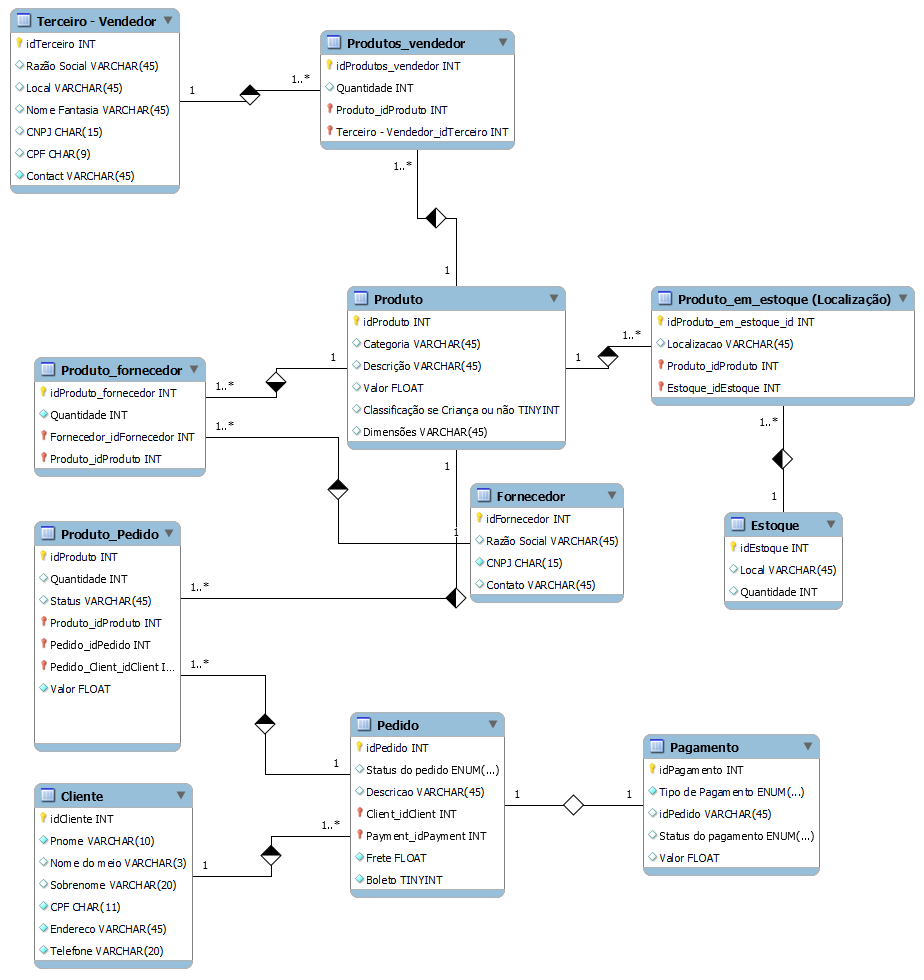 Terceiro - Vendedor
idTerceiro INT
Razão Social VARCHAR(45)
Local VARCHAR(45)
Nome Fantasia VARCHAR(45)
CNPJ CHAR(15)
CPF CHAR(9)
Contact VARCHAR(45)
1
1..*
Produtos_vendedor
idProdutos_vendedor INT
Quantidade INT
Produto_idProduto INT
Terceiro - Vendedor_idTerceiro INT
1..*
1
Produto
idProduto INT
Categoria VARCHAR(45)
Descrição VARCHAR(45)
Valor FLOAT
Classificação se Criança ou não TINYINT
Dimensões VARCHAR(45)
1
1..*
Produto_em_estoque (Localização)
idProduto_em_estoque_id INT
Localizacao VARCHAR(45)
Produto_idProduto INT
Estoque_idEstoque INT
1..*
1
Estoque
idEstoque INT
Local VARCHAR(45)
Quantidade INT
Produto_fornecedor
idProduto_fornecedor INT
Quantidade INT
Fornecedor_idFornecedor INT
Produto_idProduto INT
1..*
1
1..*
1
Fornecedor
idFornecedor INT
Razão Social VARCHAR(45)
CNPJ CHAR(15)
Contato VARCHAR(45)
1
Produto_Pedido
idProduto INT
Quantidade INT
Status VARCHAR(45)
Produto_idProduto INT
Pedido_idPedido INT
Pedido_Client_idClient I...
Valor FLOAT
1..*
1..*
1
Pedido
idPedido INT
Status do pedido ENUM(...)
Descricao VARCHAR(45)
Client_idClient INT
Payment_idPayment INT
Frete FLOAT
Boleto TINYINT
1
1
Pagamento
idPagamento INT
Tipo de Pagamento ENUM(...)
idPedido VARCHAR(45)
Status do pagamento ENUM(...)
Valor FLOAT
Cliente
idCliente INT
Pnome VARCHAR(10)
Nome do meio VARCHAR(3)
Sobrenome VARCHAR(20)
CPF CHAR(11)
Endereco VARCHAR(45)
Telefone VARCHAR(20)
1
1..*